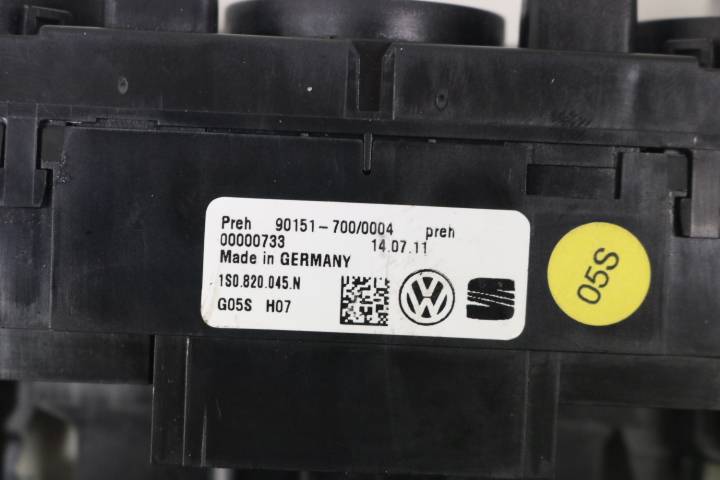 Preh 90151-700/0004 preh
00000733 14.07.11
Made in GERMANY
1S0.820.045.N
G05S H07
05S